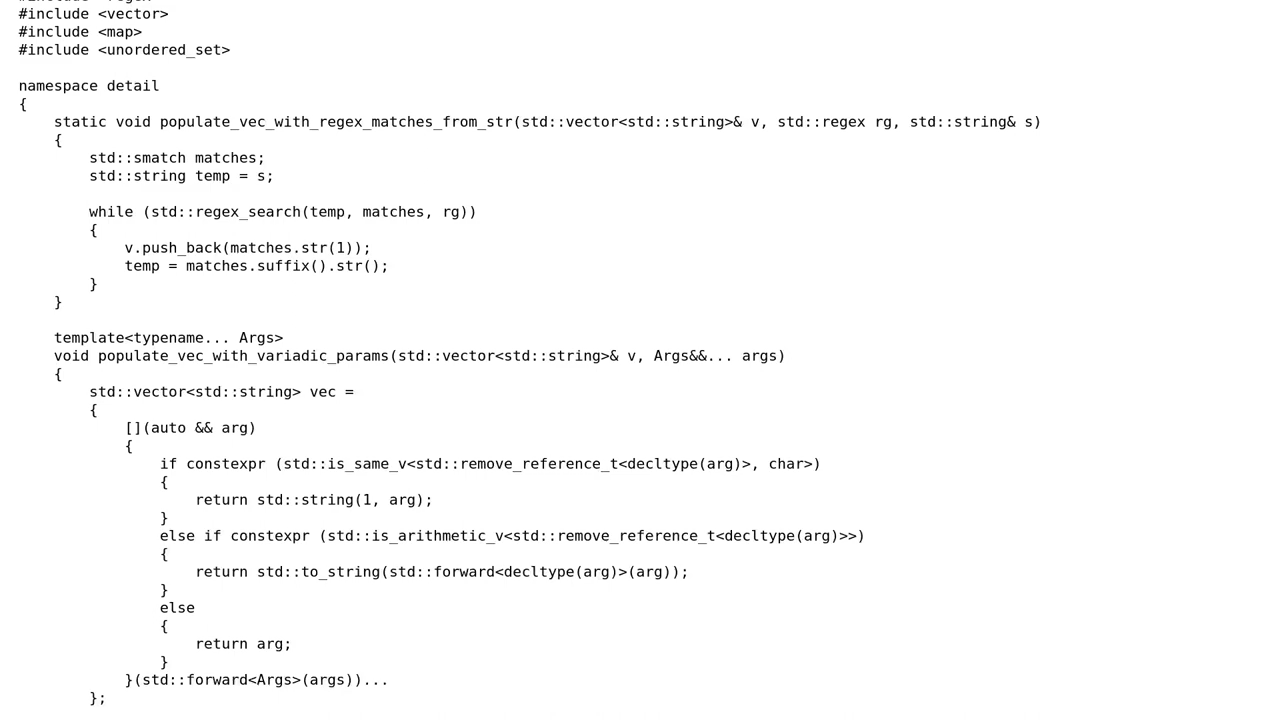 #include <regex>
#include <vector>
#include <map>
#include <unordered_set>

namespace detail
{
    static void populate_vec_with_regex_matches_from_str(std::vector<std::string>& v, std::regex rg, std::string& s)
    {
        std::smatch matches;
        std::string temp = s;

        while (std::regex_search(temp, matches, rg))
        {
            v.push_back(matches.str(1));
            temp = matches.suffix().str();
        }
    }

    template<typename... Args>
    void populate_vec_with_variadic_params(std::vector<std::string>& v, Args&&... args)
    {
        std::vector<std::string> vec =
        {
            [](auto && arg)
            {
                if constexpr (std::is_same_v<std::remove_reference_t<decltype(arg)>, char>)
                {
                    return std::string(1, arg);
                }
                else if constexpr (std::is_arithmetic_v<std::remove_reference_t<decltype(arg)>>)
                {
                    return std::to_string(std::forward<decltype(arg)>(arg));
                }
                else
                {
                    return arg;
                }
            }(std::forward<Args>(args))...
        };